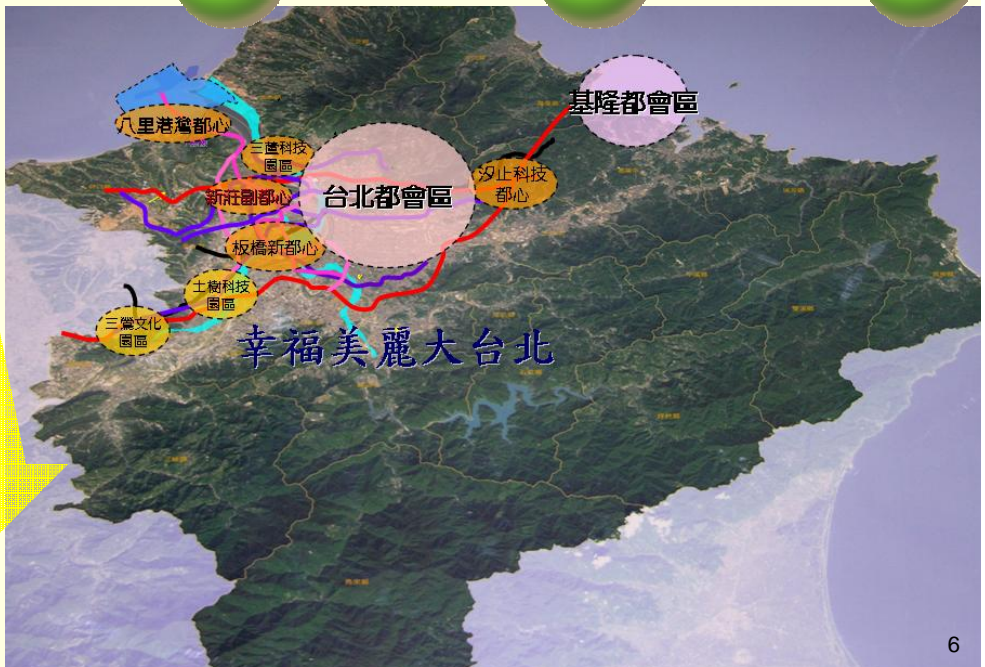 基隆都會區
八里港灣都心
三蘆科技
園區
汐止科技
都心
新莊副都心
台北都會區
板橋新都心
土樹科技
園區
三鶯文化
園區
幸福美麗大台北
6